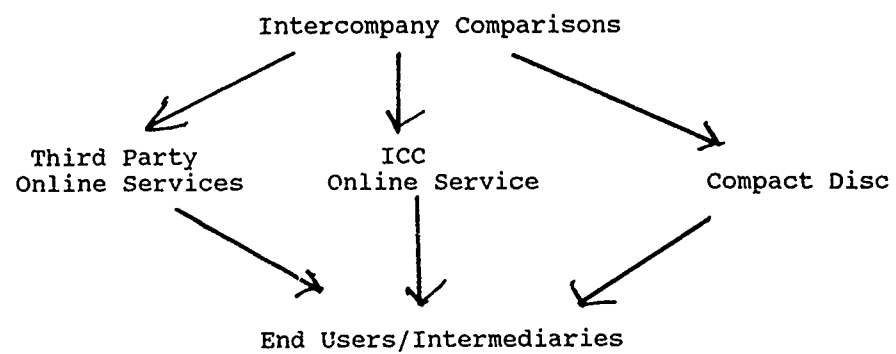 Intercompany Comparisons
Third Party
Online Services
ICC
Online Service
Compact Disc
End Users/Intermediaries